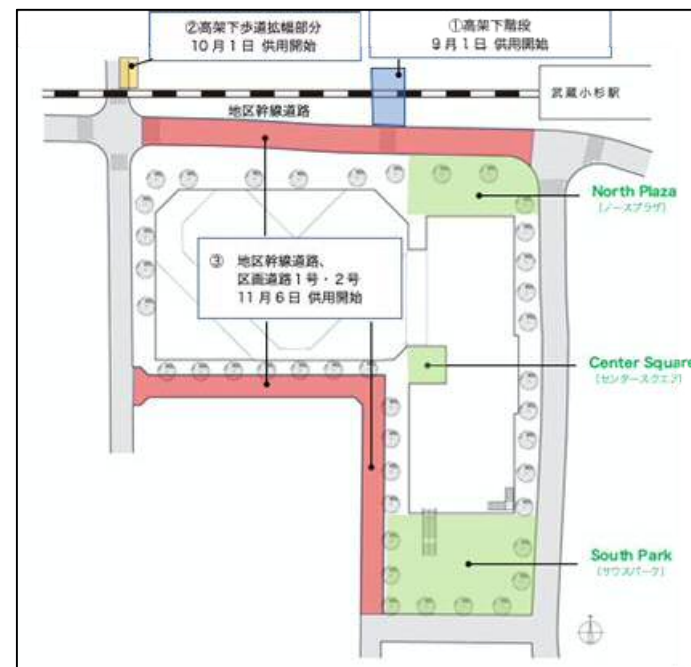 ②高架下歩道拡幅部分
10月1日 供用開始
①高架下階段
9月1日 供用開始
武蔵小杉駅
地区幹線道路
North Plaza
(ノースプラザ)
③ 地区幹線道路、
区画道路1号・2号
11月6日 供用開始
Center Square
(センタースクエア)
South Park
(サウスパーク)